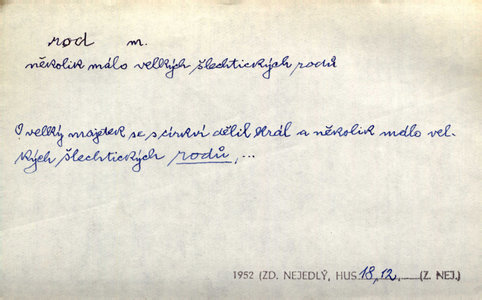 rod m.
několik málo velkých šlechtických rodů
O velký majetek se s církví dělil král a několik málo vel-
kých šlechtických rodů, ...
1952 (ZD. NEJEDLÝ, HUS 18,12, (Z. NEJ.)